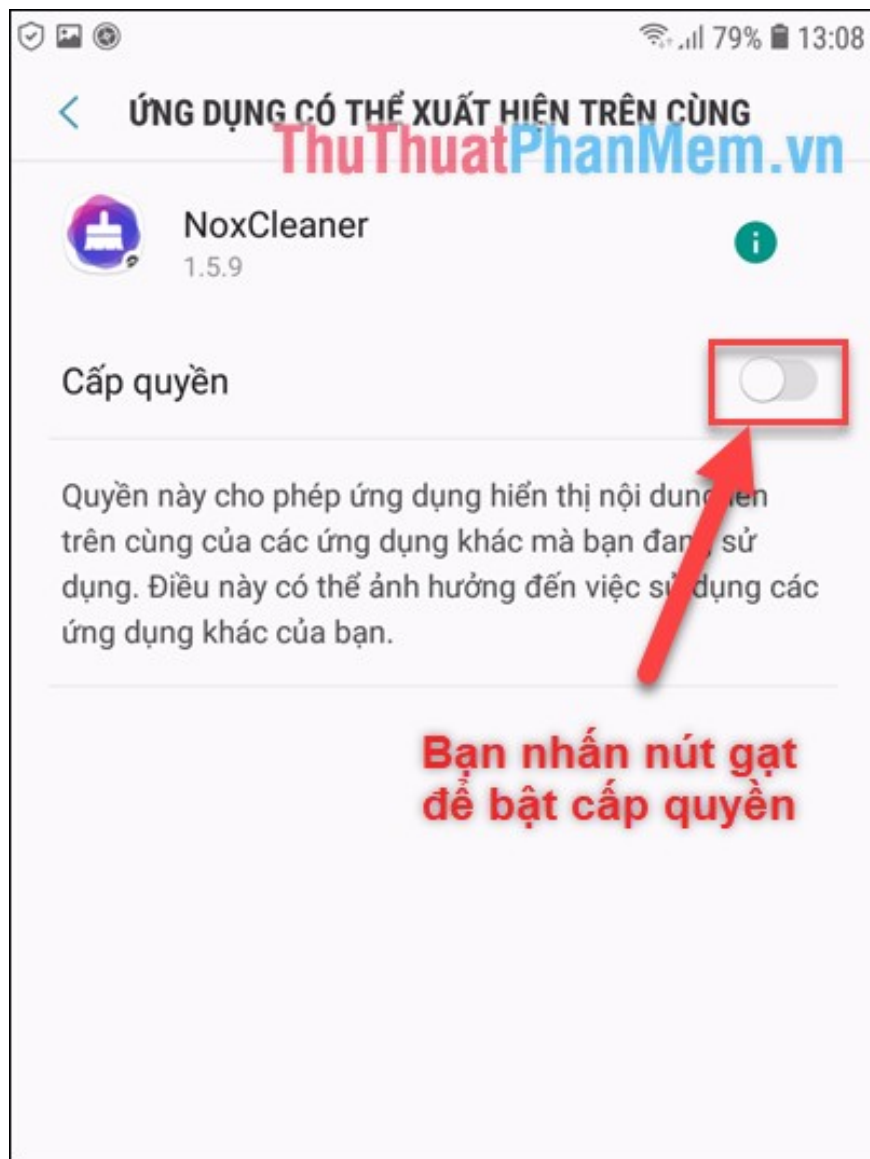 79% 13:08
ỨNG DỤNG CÓ THỂ XUẤT HIỆN TRÊN CÙNG
ThuThuatPhanMem.vn
NoxCleaner
1.5.9
Cấp quyền
Quyền này cho phép ứng dụng hiển thị nội dung lên
trên cùng của các ứng dụng khác mà bạn đang sử
dụng. Điều này có thể ảnh hưởng đến việc sử dụng các
ứng dụng khác của bạn.
Bạn nhấn nút gạt
để bật cấp quyền